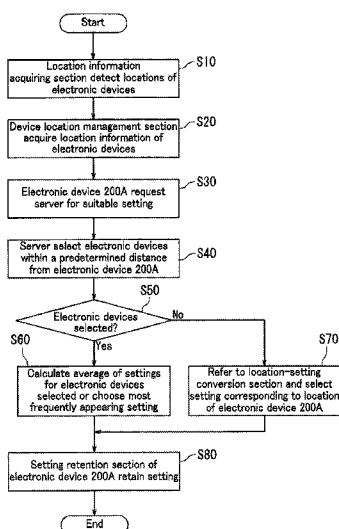 Start
Location information
acquiring section detect locations of
electronic devices
S10
Device location management section
acquire location information of
electronic devices
S20
Electronic device 200A request
server for suitable setting
S30
Server select electronic devices
within a predetermined distance
from electronic device 200A
S40
Electronic devices
selected?
S50
No
Yes
S60
Calculate average of settings
for electronic devices
selected or choose most
frequently appearing setting
S70
Refer to location-setting
conversion section and select
setting corresponding to location
of electronic device 200A
Setting retention section of
electronic device 200A retain setting
S80
End